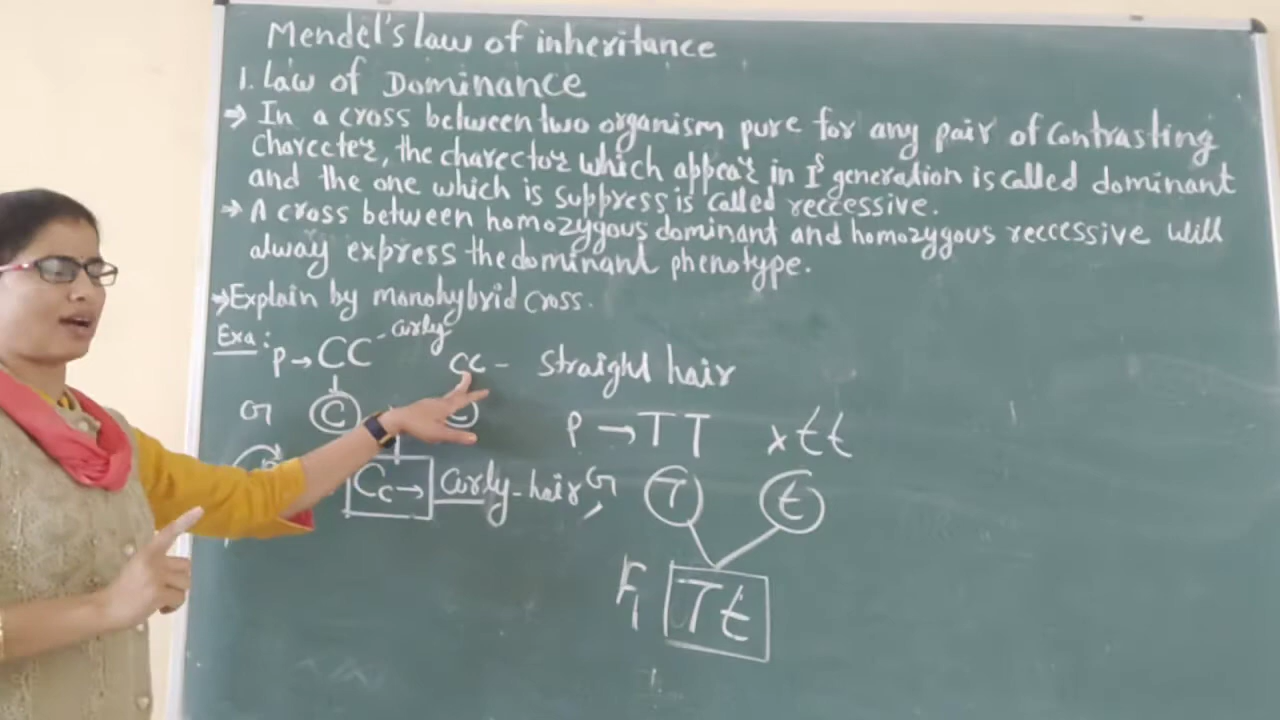 Mendel's law of inheritance
1. Law of Dominance
→ In a cross between two organism pure for any pair of Contrasting
Charecter, the charector which appear in Iˢ generation is called dominant
and the one which is suppress is called reccessive.
→ A cross between homozygous dominant and homozygous reccessive will
alway express the dominant phenotype.
→ Explain by monohybrid cross.
Exa:
P → CC - curly
cc - straight hair
G
C
Cc → Curly-hair,
P → TT x tt
G
T t
F1 Tt